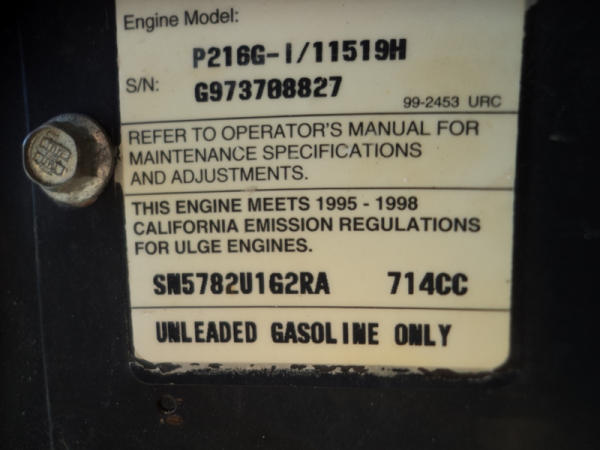 Engine Model:
P216G-I/11519H
S/N: G973708827
99-2453 URC
REFER TO OPERATOR'S MANUAL FOR
MAINTENANCE SPECIFICATIONS
AND ADJUSTMENTS.
THIS ENGINE MEETS 1995 - 1998
CALIFORNIA EMISSION REGULATIONS
FOR ULGE ENGINES.
SN5782U1G2RA 714CC
UNLEADED GASOLINE ONLY